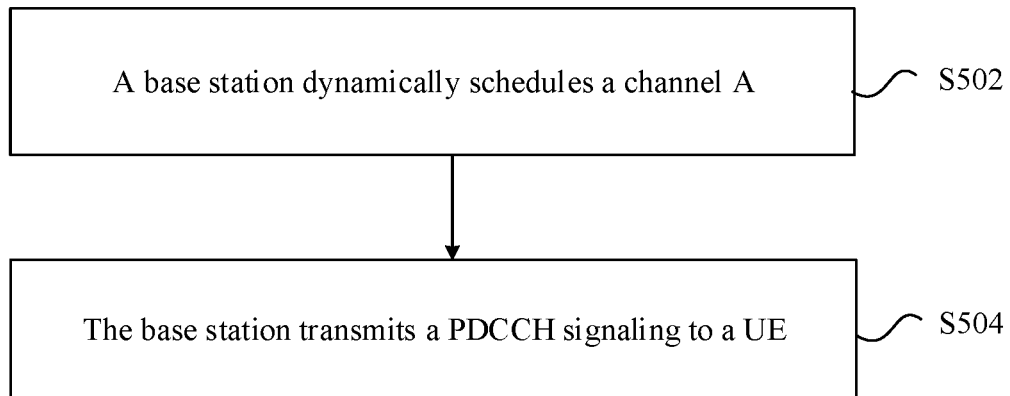 A base station dynamically schedules a channel A
S502
The base station transmits a PDCCH signaling to a UE
S504